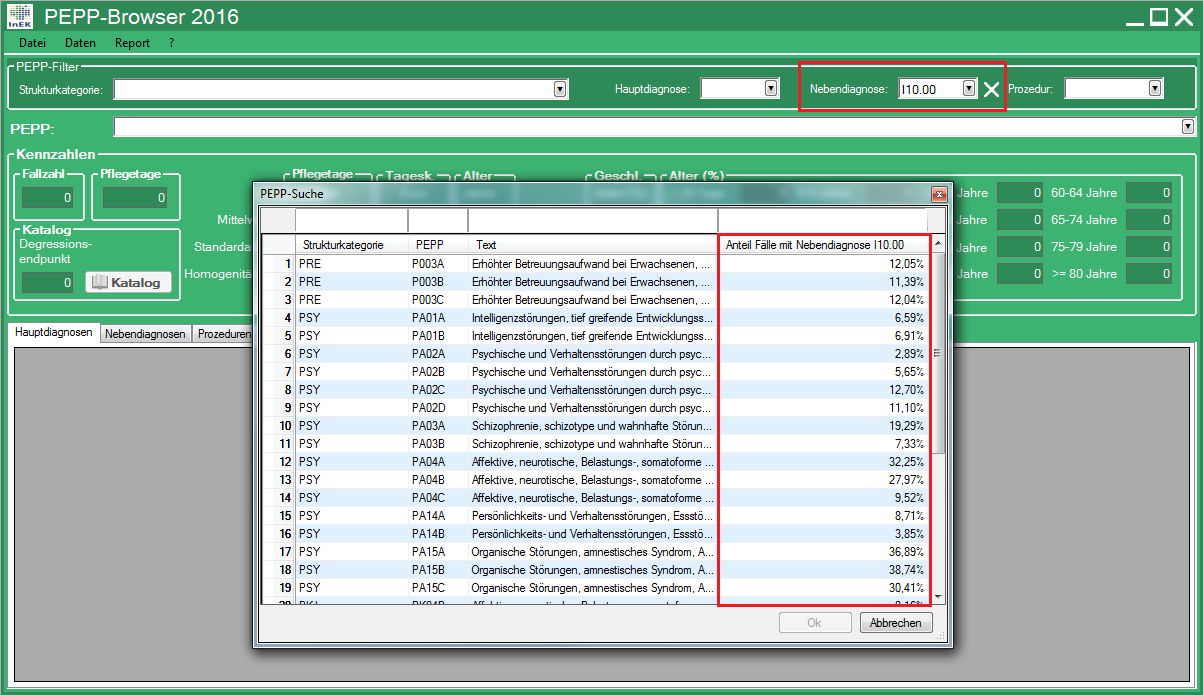 InEK PEPP-Browser 2016
Datei Daten Report ?
PEPP-Filter
Strukturkategorie: Hauptdiagnose: Nebendiagnose: I10.00 Prozedur:
PEPP:
Kennzahlen
Fallzahl Pflegetage Pflegetage Tagesk Alter Geschl. Alter (%)
0 0 Jahre 0 60-64 Jahre 0
Mittelw Jahre 0 65-74 Jahre 0
Katalog
Degressions-
endpunkt
Standarda Jahre 0 75-79 Jahre 0
Homogenitä Jahre 0 >= 80 Jahre 0
0 Katalog
Hauptdiagnosen Nebendiagnosen Prozeduren
PEPP-Suche
Strukturkategorie PEPP Text Anteil Fälle mit Nebendiagnose I10.00
1 PRE P003A Erhöhter Betreuungsaufwand bei Erwachsenen, ... 12,05%
2 PRE P003B Erhöhter Betreuungsaufwand bei Erwachsenen, ... 11,39%
3 PRE P003C Erhöhter Betreuungsaufwand bei Erwachsenen, ... 12,04%
4 PSY PA01A Intelligenzstörungen, tief greifende Entwicklungss... 6,59%
5 PSY PA01B Intelligenzstörungen, tief greifende Entwicklungss... 6,91%
6 PSY PA02A Psychische und Verhaltensstörungen durch psyc... 2,89%
7 PSY PA02B Psychische und Verhaltensstörungen durch psyc... 5,65%
8 PSY PA02C Psychische und Verhaltensstörungen durch psyc... 12,70%
9 PSY PA02D Psychische und Verhaltensstörungen durch psyc... 11,10%
10 PSY PA03A Schizophrenie, schizotype und wahnhafte Störun... 19,29%
11 PSY PA03B Schizophrenie, schizotype und wahnhafte Störun... 7,33%
12 PSY PA04A Affektive, neurotische, Belastungs-, somatoforme ... 32,25%
13 PSY PA04B Affektive, neurotische, Belastungs-, somatoforme ... 27,97%
14 PSY PA04C Affektive, neurotische, Belastungs-, somatoforme ... 9,52%
15 PSY PA14A Persönlichkeits- und Verhaltensstörungen, Essstö... 8,71%
16 PSY PA14B Persönlichkeits- und Verhaltensstörungen, Essstö... 3,85%
17 PSY PA15A Organische Störungen, amnestisches Syndrom, A... 36,89%
18 PSY PA15B Organische Störungen, amnestisches Syndrom, A... 38,74%
19 PSY PA15C Organische Störungen, amnestisches Syndrom, A... 30,41%
Ok Abbrechen